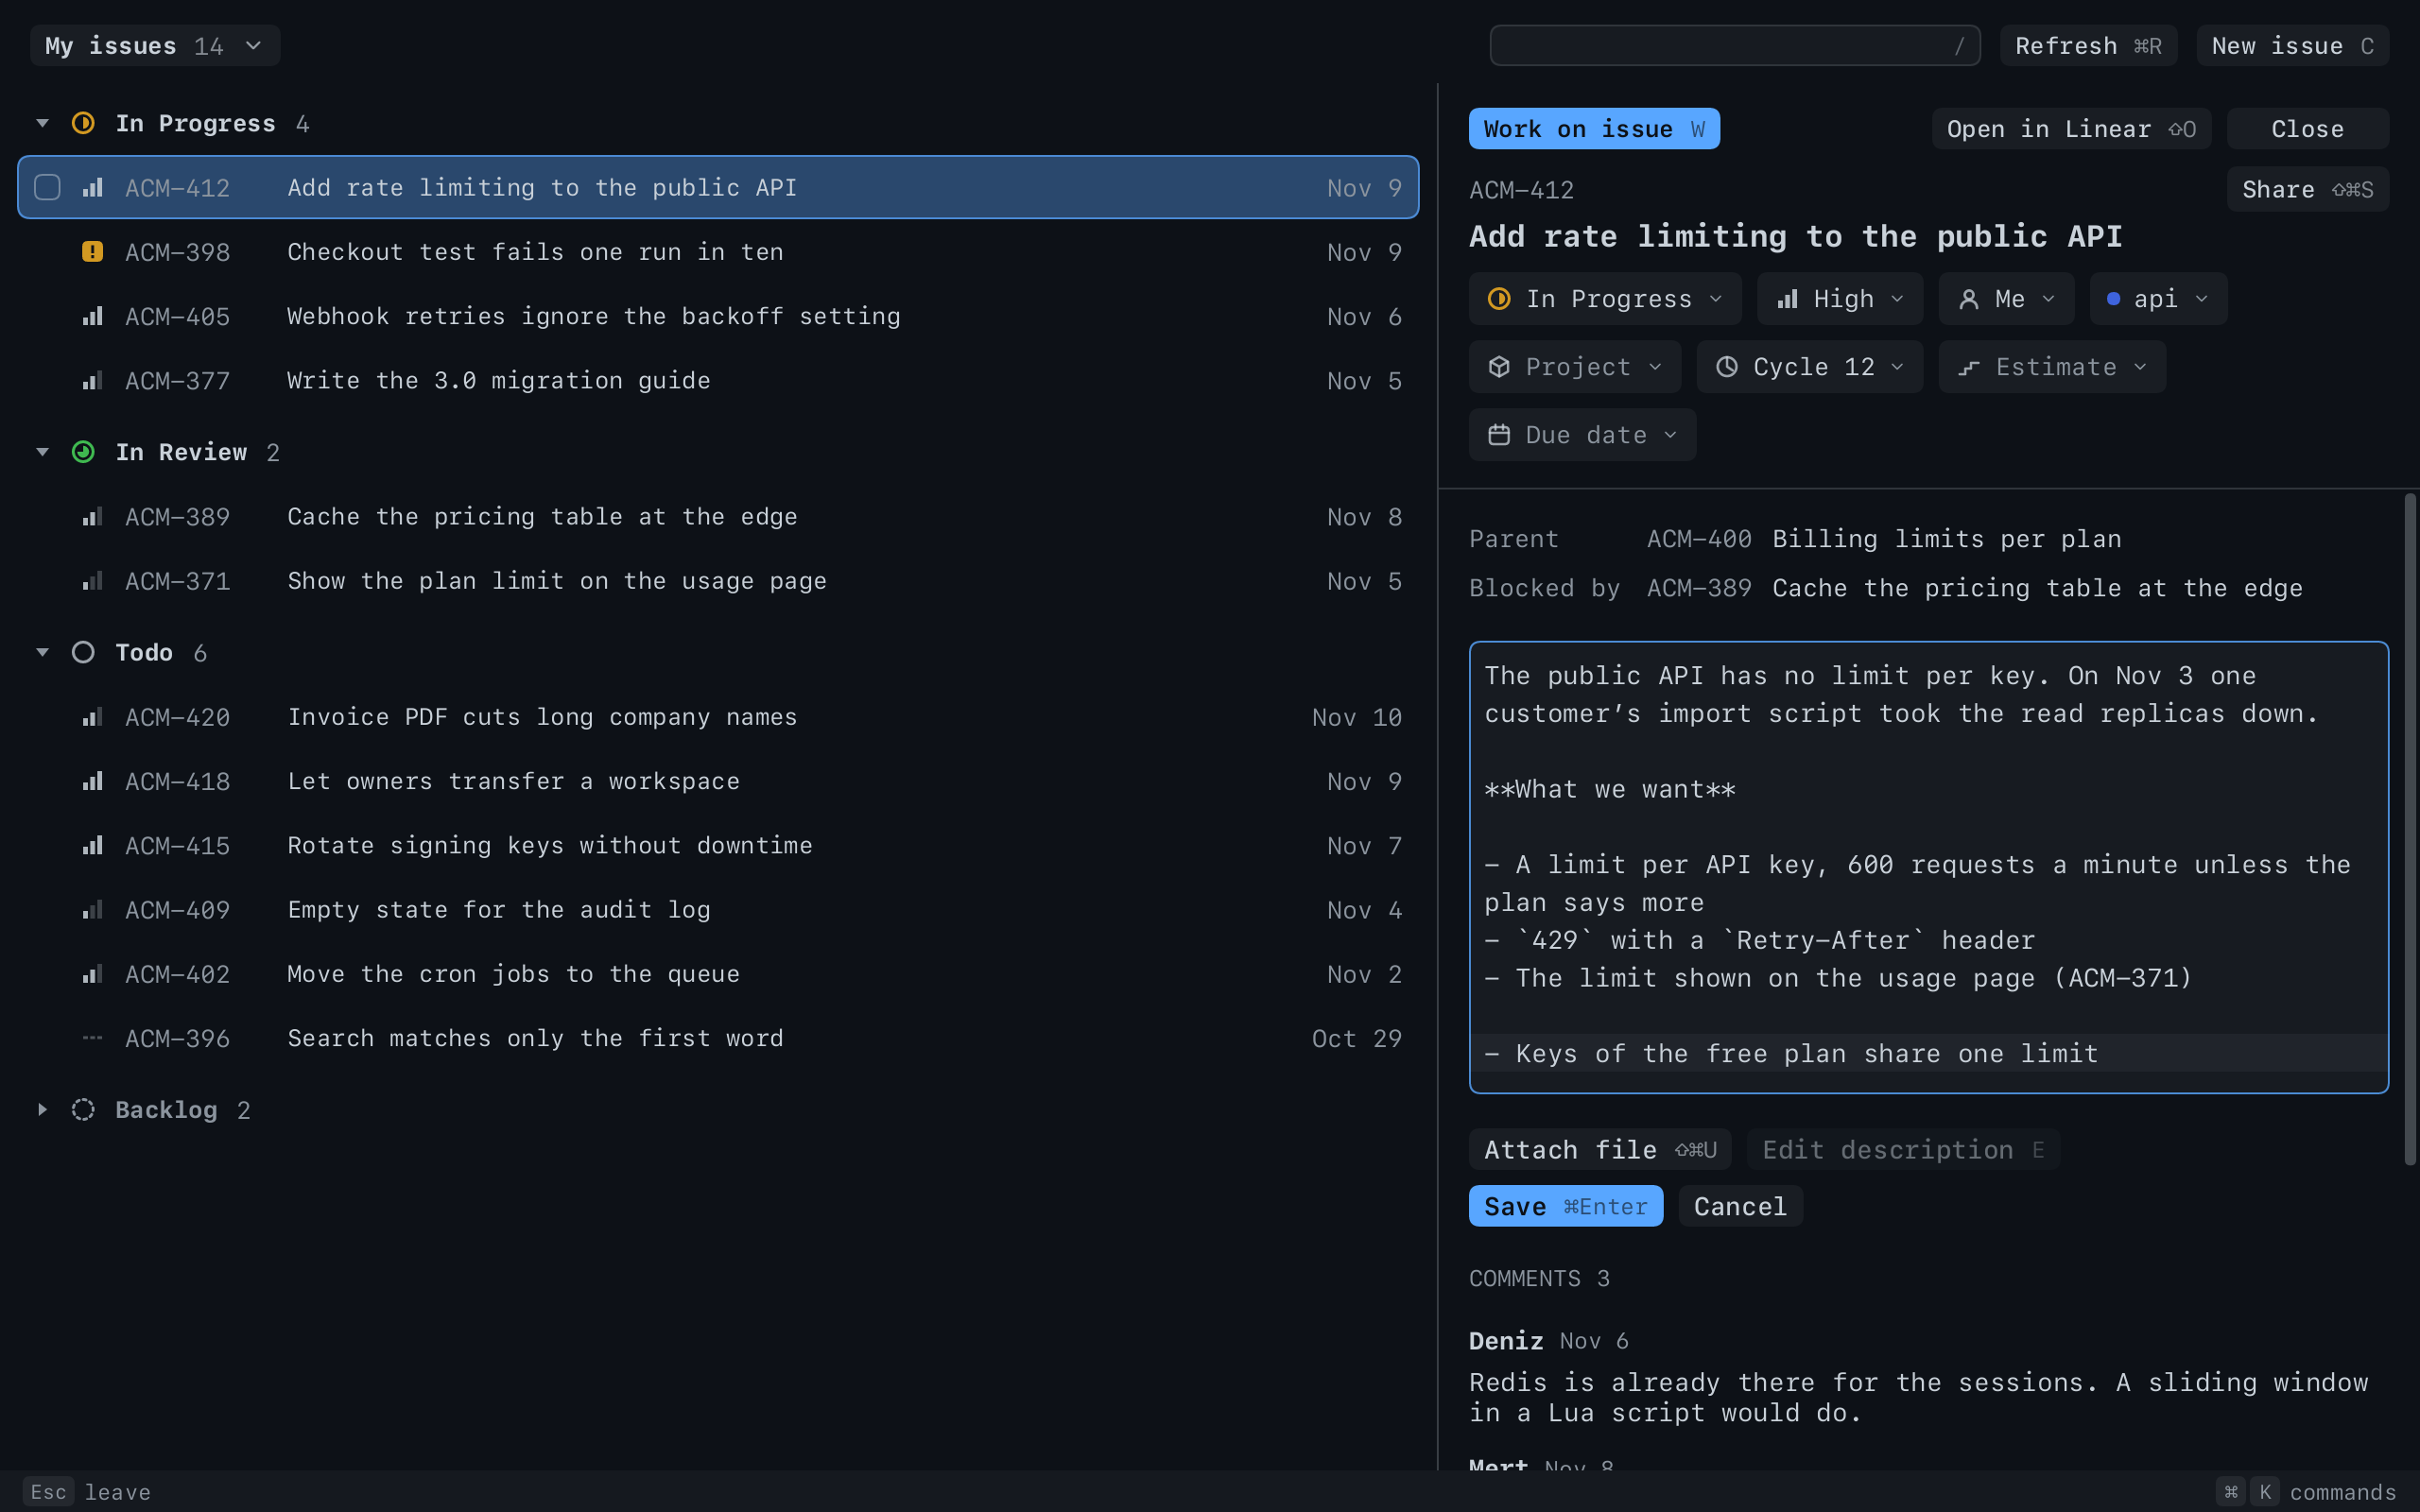 My issues 14
/
Refresh ⌘R
New issue C
In Progress 4
ACM-412 Add rate limiting to the public API Nov 9
ACM-398 Checkout test fails one run in ten Nov 9
ACM-405 Webhook retries ignore the backoff setting Nov 6
ACM-377 Write the 3.0 migration guide Nov 5
In Review 2
ACM-389 Cache the pricing table at the edge Nov 8
ACM-371 Show the plan limit on the usage page Nov 5
Todo 6
ACM-420 Invoice PDF cuts long company names Nov 10
ACM-418 Let owners transfer a workspace Nov 9
ACM-415 Rotate signing keys without downtime Nov 7
ACM-409 Empty state for the audit log Nov 4
ACM-402 Move the cron jobs to the queue Nov 2
ACM-396 Search matches only the first word Oct 29
Backlog 2
Work on issue W
Open in Linear ⇧O
Close
ACM-412
Share ⇧⌘S
Add rate limiting to the public API
In Progress High Me api
Project Cycle 12 Estimate
Due date
Parent ACM-400 Billing limits per plan
Blocked by ACM-389 Cache the pricing table at the edge
The public API has no limit per key. On Nov 3 one
customer’s import script took the read replicas down.
**What we want**
- A limit per API key, 600 requests a minute unless the
plan says more
- `429` with a `Retry-After` header
- The limit shown on the usage page (ACM-371)
- Keys of the free plan share one limit
Attach file ⇧⌘U Edit description E
Save ⌘Enter Cancel
COMMENTS 3
Deniz Nov 6
Redis is already there for the sessions. A sliding window
in a Lua script would do.
Mert Nov 8
Esc leave
⌘ K commands